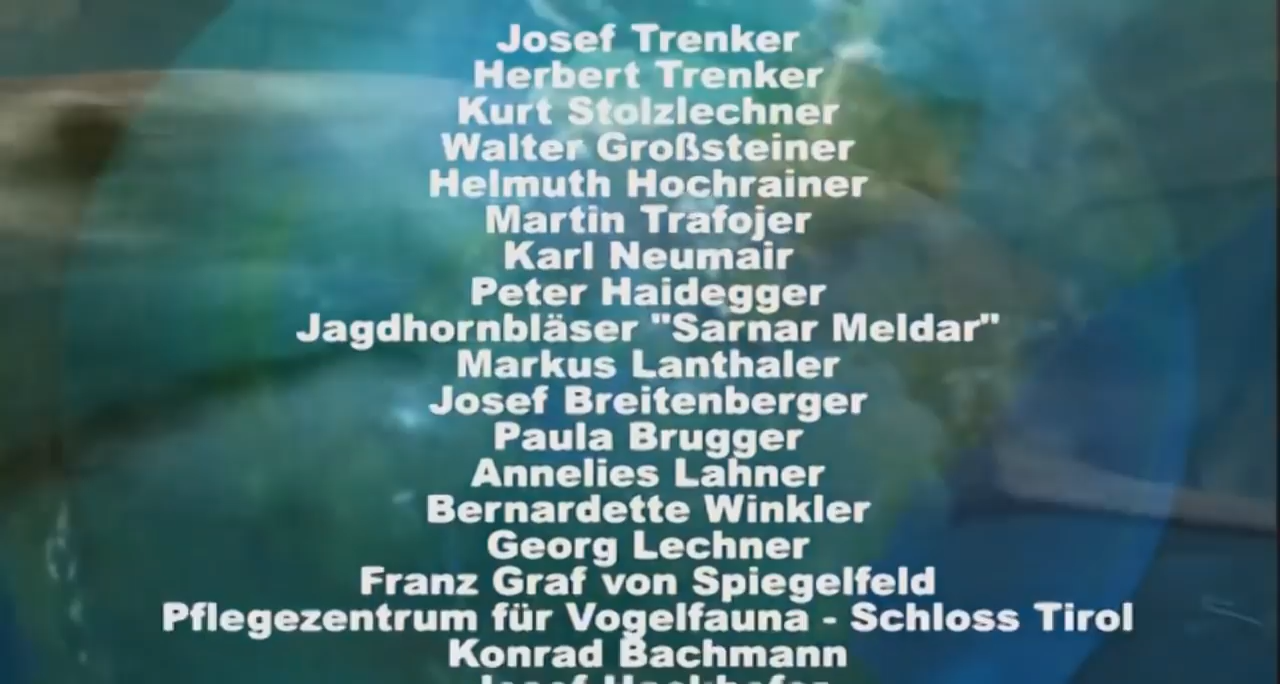 Josef Trenker
Herbert Trenker
Kurt Stolzlechner
Walter Großsteiner
Helmuth Hochrainer
Martin Trafojer
Karl Neumair
Peter Haidegger
Jagdhornbläser "Sarnar Meldar"
Markus Lanthaler
Josef Breitenberger
Paula Brugger
Annelies Lahner
Bernardette Winkler
Georg Lechner
Franz Graf von Spiegelfeld
Pflegezentrum für Vogelfauna - Schloss Tirol
Konrad Bachmann
Josef